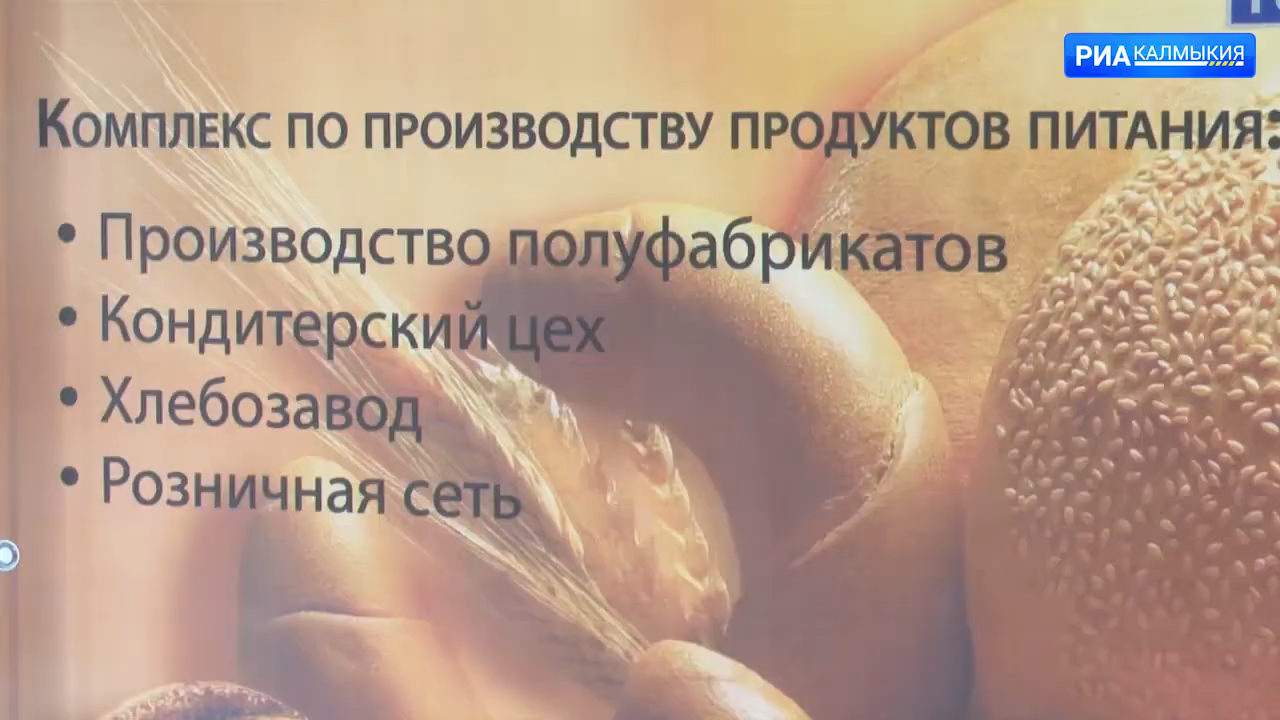 РИА КАЛМЫКИЯ
Комплекс по производству продуктов питания:
• Производство полуфабрикатов
• Кондитерский цех
• Хлебозавод
• Розничная сеть